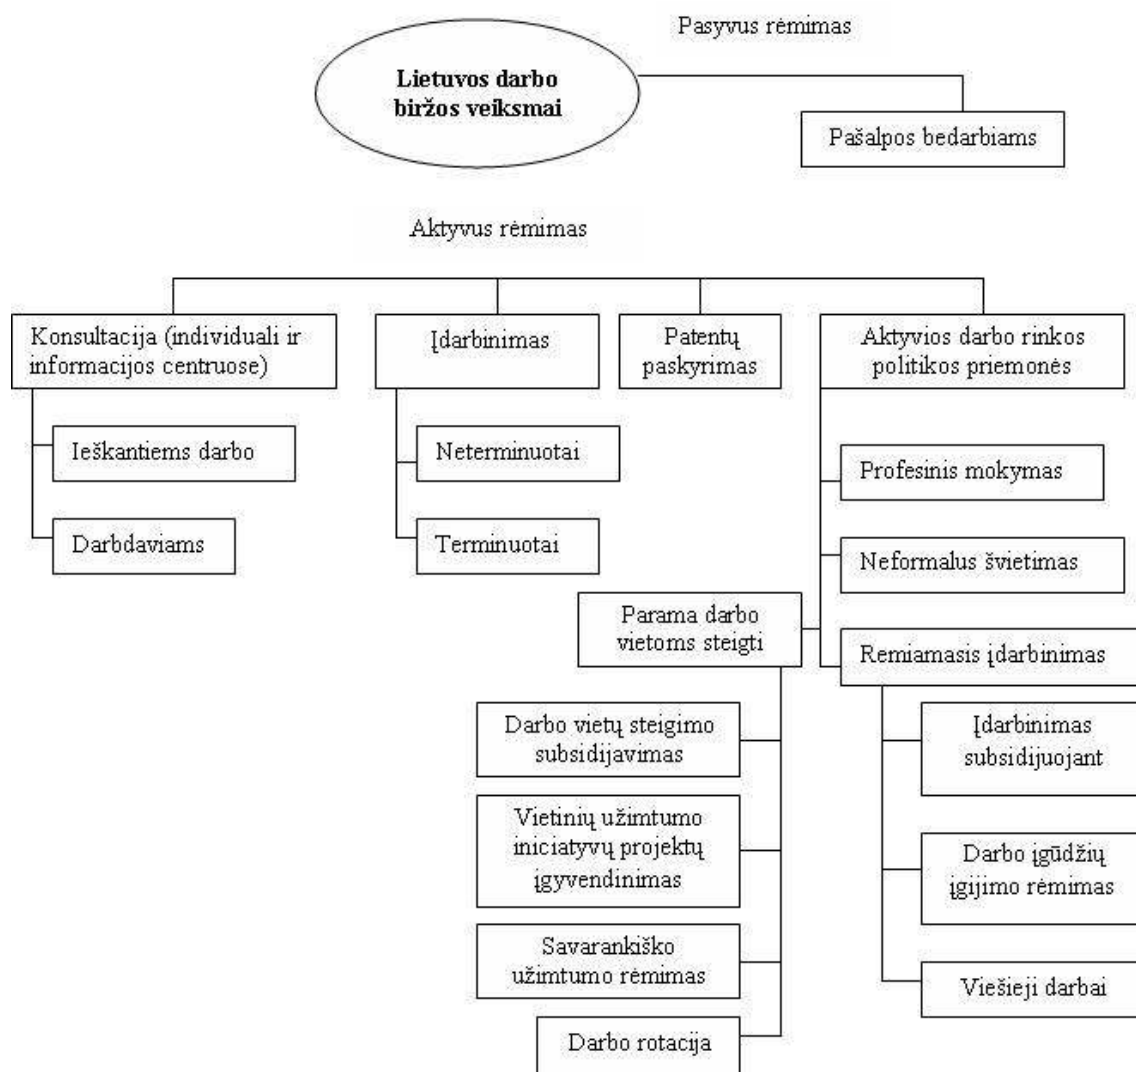 Pasyvus rėmimas
Lietuvos darbo
biržos veiksmai
Pašalpos bedarbiams
Aktyvus rėmimas
Konsultacija (individuali ir
informacijos centruose)
Įdarbinimas
Patentų
paskyrimas
Aktyvios darbo rinkos
politikos priemonės
Ieškantiems darbo
Darbdaviams
Neterminuotai
Terminuotai
Profesinis mokymas
Neformalus švietimas
Parama darbo
vietoms steigti
Remiamasis įdarbinimas
Darbo vietų steigimo
subsidijavimas
Vietinių užimtumo
iniciatyvų projektų
įgyvendinimas
Savarankiško
užimtumo rėmimas
Darbo rotacija
Įdarbinimas
subsidijuojant
Darbo įgūdžių
įgijimo rėmimas
Viešieji darbai